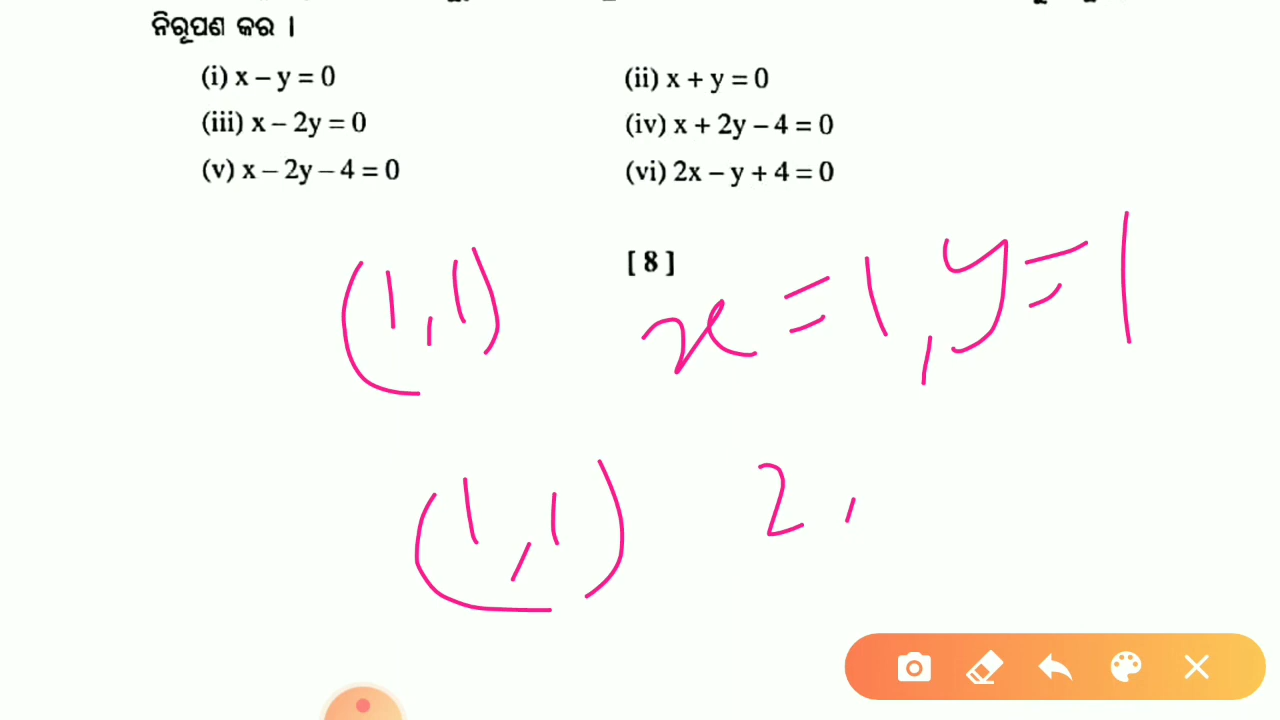 ନିରୂପଣ କର ।
(i) x – y = 0 (ii) x + y = 0
(iii) x – 2y = 0 (iv) x + 2y – 4 = 0
(v) x – 2y – 4 = 0 (vi) 2x – y + 4 = 0
[ 8 ]
(1,1) x = 1, y = 1
(1,1) 2,